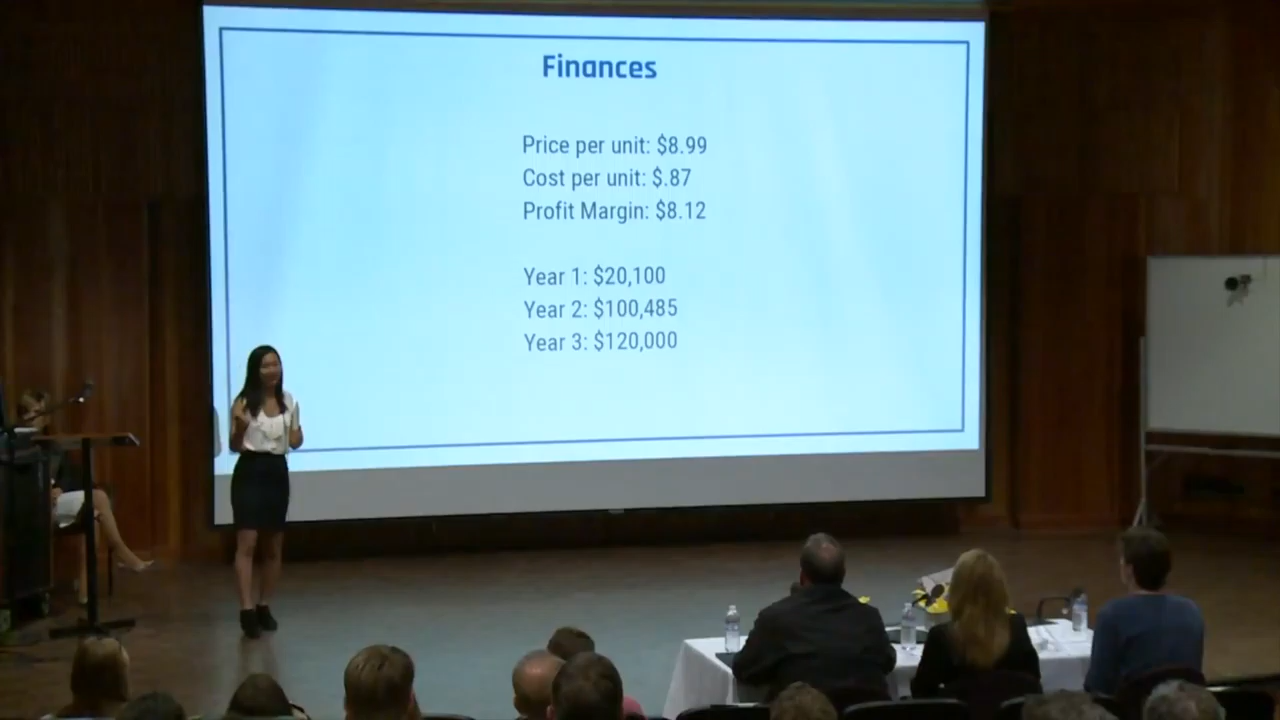 Finances
Price per unit: $8.99
Cost per unit: $.87
Profit Margin: $8.12
Year 1: $20,100
Year 2: $100,485
Year 3: $120,000